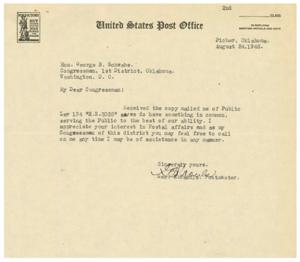 2nd
United States Post Office
Picher, Oklahoma.
August 24.1945.
Hon. George B. Schwabe.
Congressman, 1st District, Oklahoma.
Washington, D. C.
My Dear Congressman:
Received the copy mailed me of Public
Law 134 "H.R.3035" as we do have something in common,
serving the Public to the best of our ability. I
appreciate your interest in Postal affairs and as my
Congressman of this district you may feel free to call
on me any time I may be of assistance in any manner.
Sincerely yours.
Postmaster.